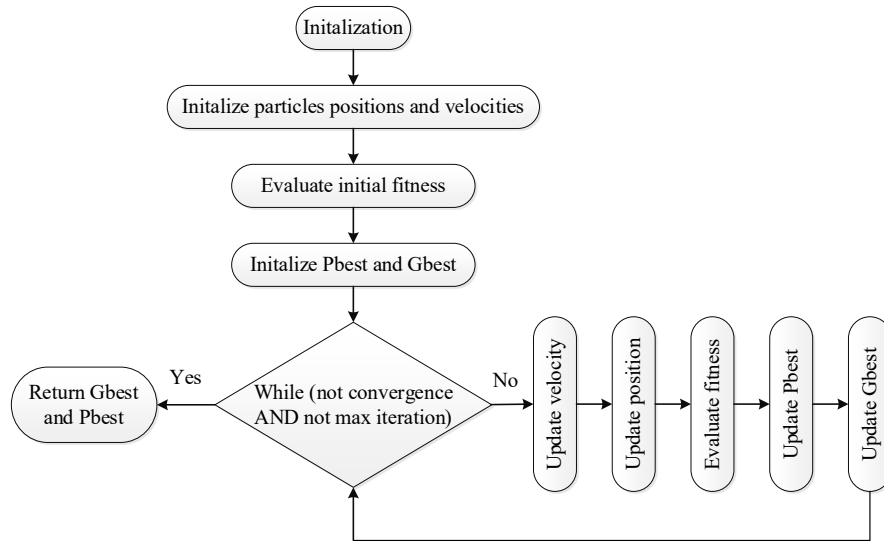 Initalization
Initalize particles positions and velocities
Evaluate initial fitness
Initalize Pbest and Gbest
While (not convergence
AND not max iteration)
Yes
Return Gbest
and Pbest
No
Update velocity
Update position
Evaluate fitness
Update Pbest
Update Gbest